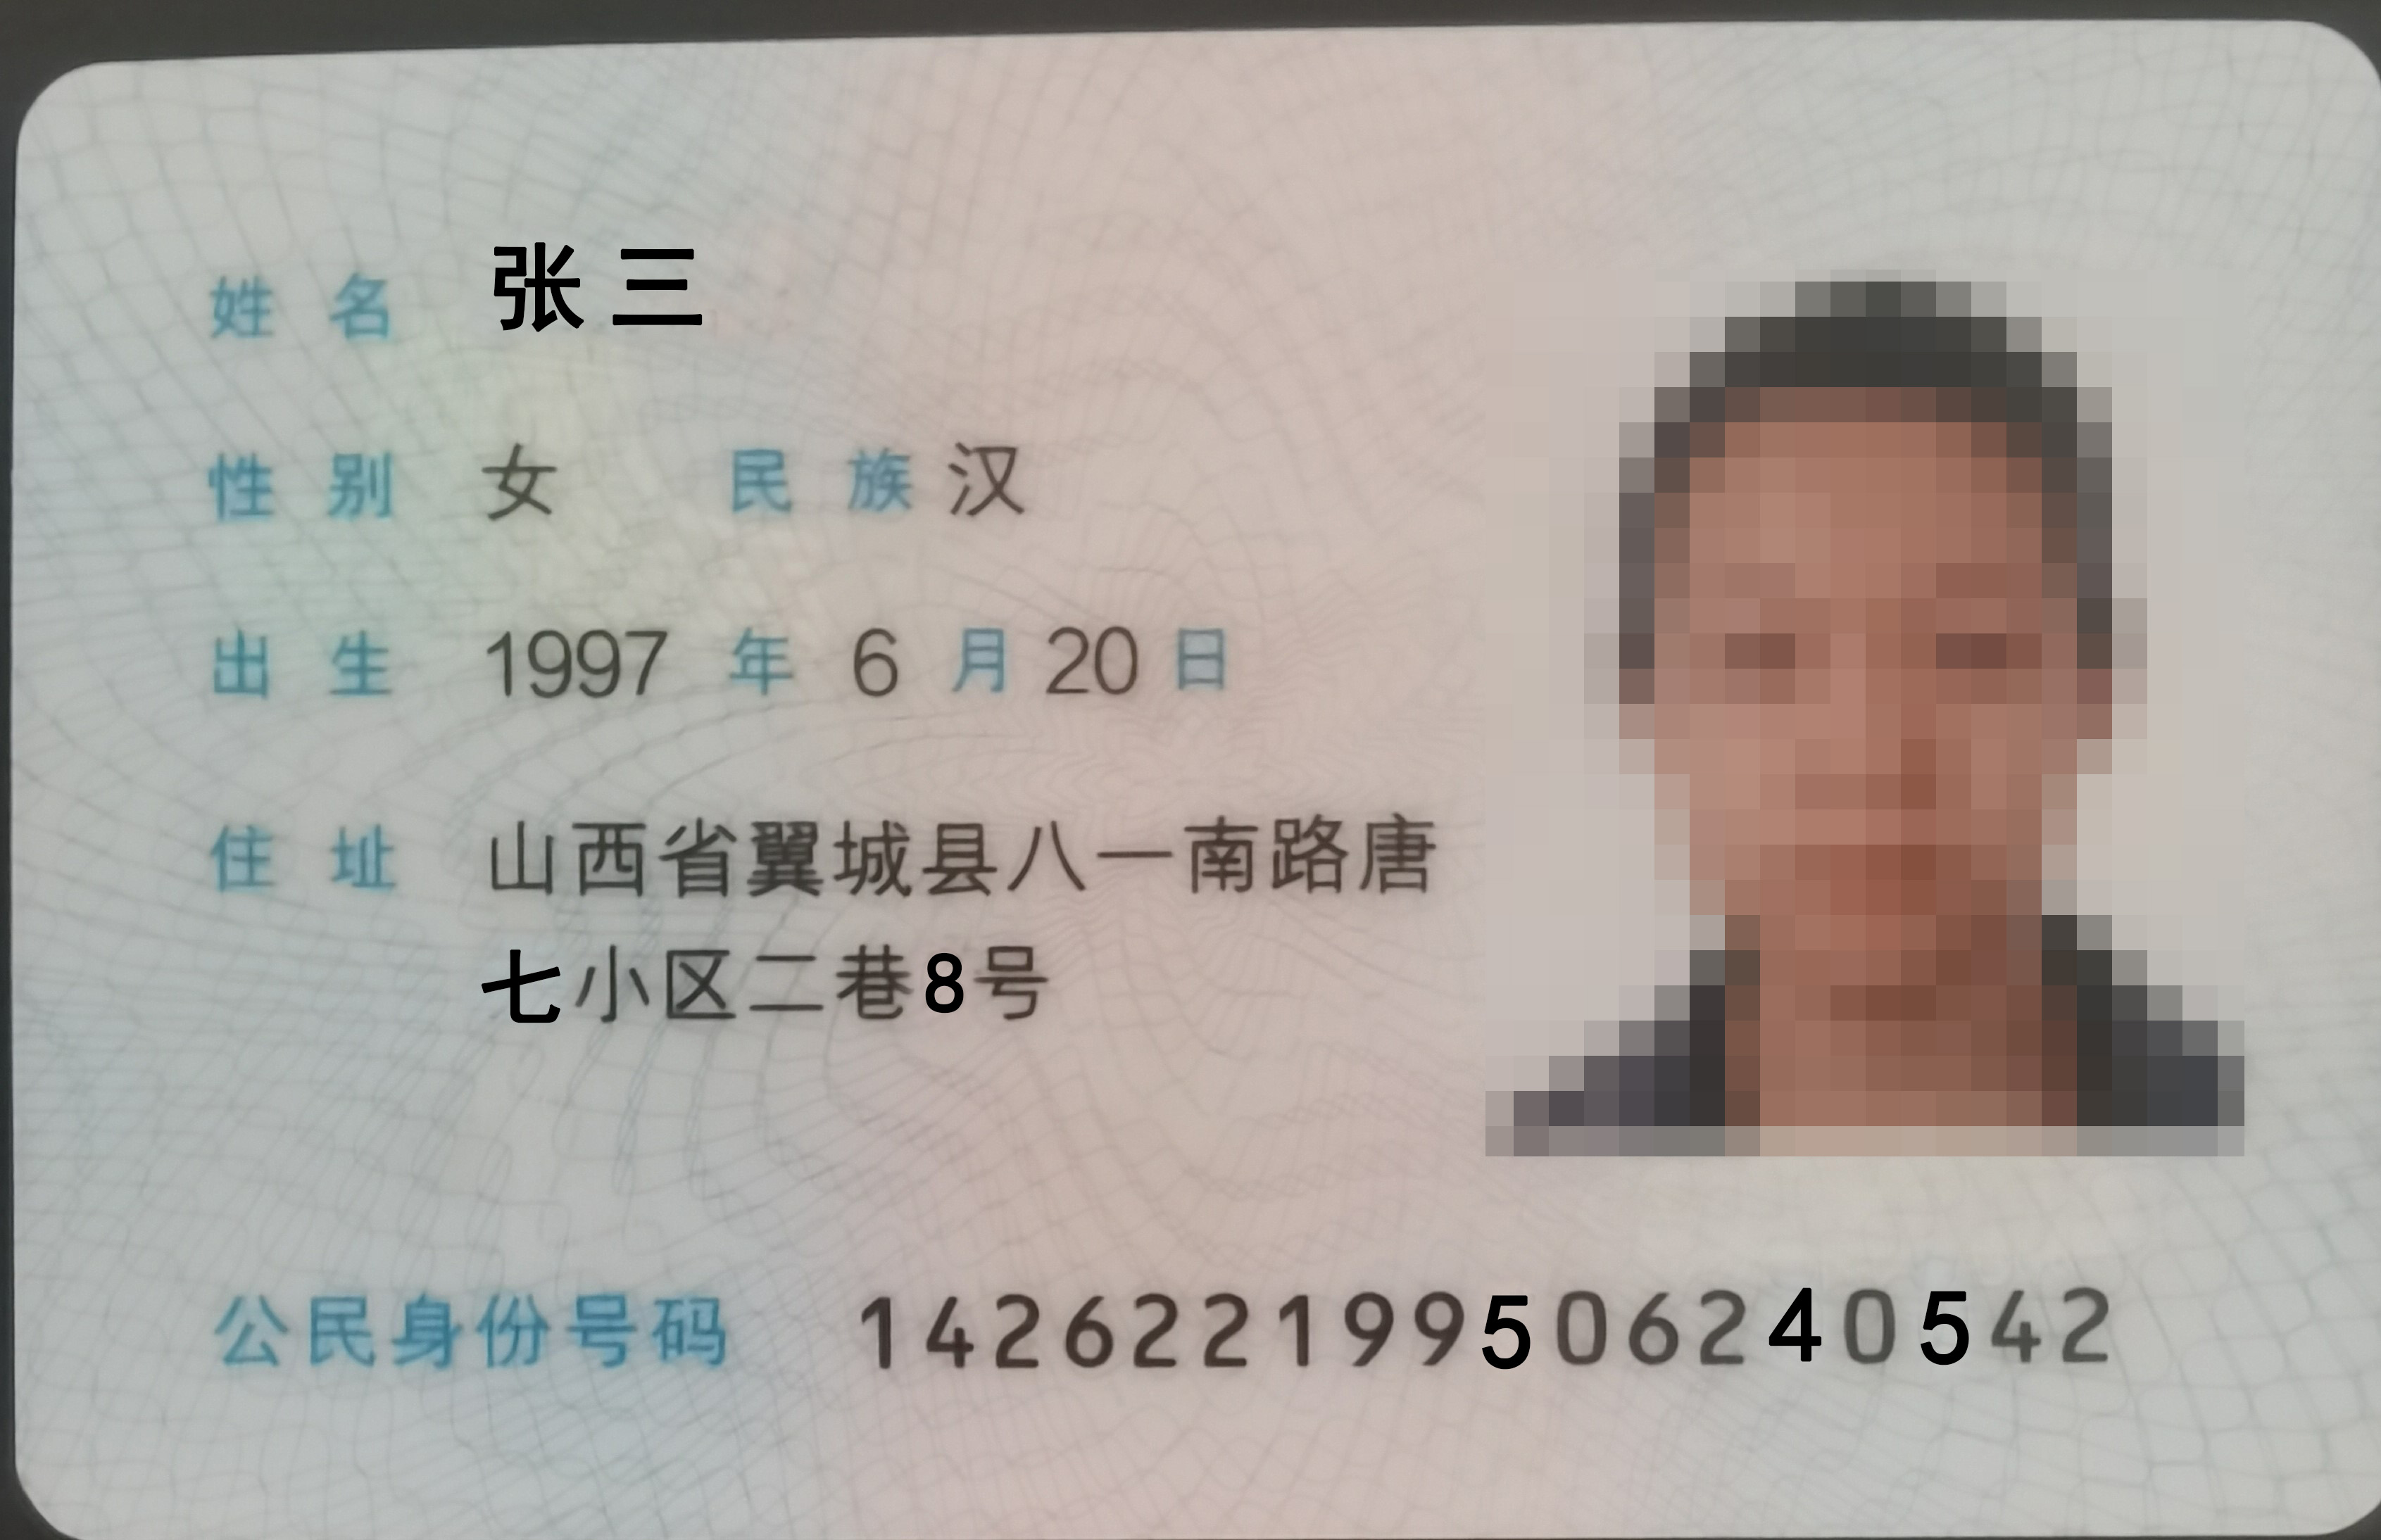 姓名 张三
性别 女 民族 汉
出生 1997 年 6 月 20 日
住址 山西省翼城县八一南路唐
七小区二巷8号
公民身份号码 142622199506240542